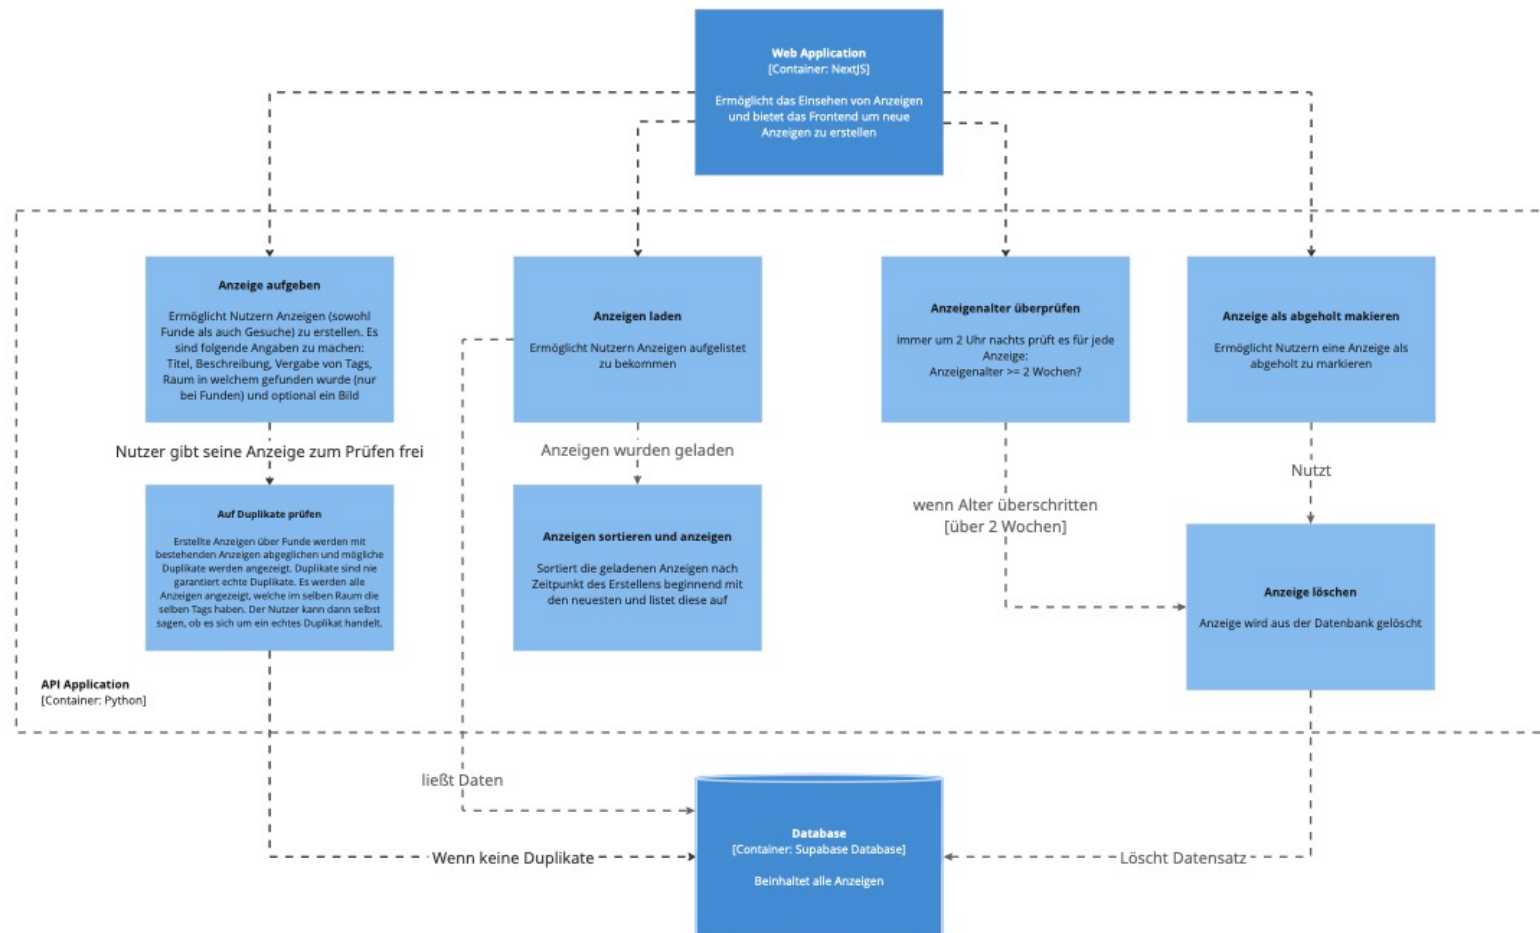 Web Application
[Container: NextJS]
Ermöglicht das Einsehen von Anzeigen
und bietet das Frontend um neue
Anzeigen zu erstellen
Anzeige aufgeben
Ermöglicht Nutzern Anzeigen (sowohl
Funde als auch Gesuche) zu erstellen. Es
sind folgende Angaben zu machen:
Titel, Beschreibung, Vergabe von Tags,
Raum in welchem gefunden wurde (nur
bei Funden) und optional ein Bild
Anzeigen laden
Ermöglicht Nutzern Anzeigen aufgelistet
zu bekommen
Anzeigenalter überprüfen
immer um 2 Uhr nachts prüft es für jede
Anzeige:
Anzeigenalter >= 2 Wochen?
Anzeige als abgeholt makieren
Ermöglicht Nutzern eine Anzeige als
abgeholt zu markieren
Nutzer gibt seine Anzeige zum Prüfen frei
Anzeigen wurden geladen
wenn Alter überschritten
[über 2 Wochen]
Nutzt
Auf Duplikate prüfen
Erstellte Anzeigen über Funde werden mit
bestehenden Anzeigen abgeglichen und mögliche
Duplikate werden angezeigt. Duplikate sind nie
garantiert echte Duplikate. Es werden alle
Anzeigen angezeigt, welche im selben Raum die
selben Tags haben. Der Nutzer kann dann selbst
sagen, ob es sich um ein echtes Duplikat handelt.
Anzeigen sortieren und anzeigen
Sortiert die geladenen Anzeigen nach
Zeitpunkt des Erstellens beginnend mit
den neuesten und listet diese auf
Anzeige löschen
Anzeige wird aus der Datenbank gelöscht
API Application
[Container: Python]
ließt Daten
Wenn keine Duplikate
Database
[Container: Supabase Database]
Beinhaltet alle Anzeigen
Löscht Datensatz